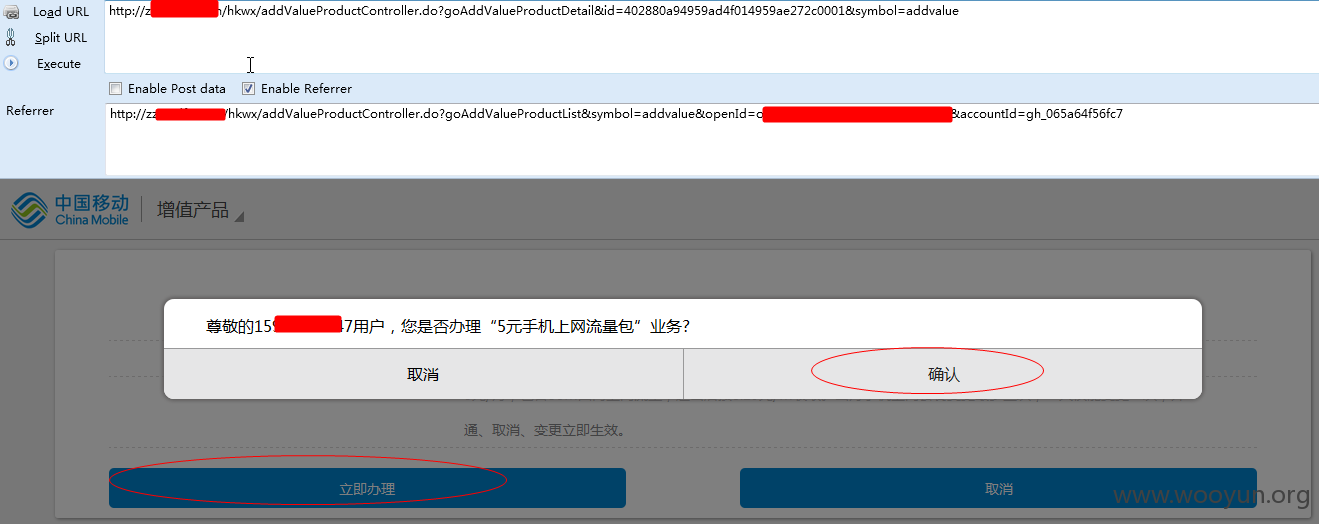 Load URL
http://z n/hkwx/addValueProductController.do?goAddValueProductDetail&id=402880a94959ad4f014959ae272c0001&symbol=addvalue
Split URL
Execute
Enable Post data
Enable Referrer
Referrer
http://zz /hkwx/addValueProductController.do?goAddValueProductList&symbol=addvalue&openId=o &accountId=gh_065a64f56fc7
中国移动
China Mobile
增值产品
尊敬的159 47用户，您是否办理“5元手机上网流量包”业务？
取消
确认
通、取消、变更立即生效。
立即办理
取消
www.wooyun.org